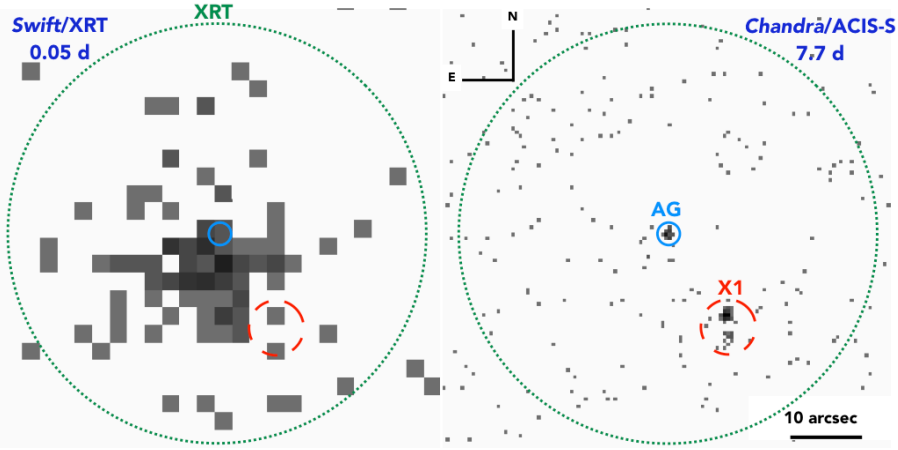 XRT
Swift/XRT
0.05 d
N
E
Chandra/ACIS-S
7.7 d
AG
X1
10 arcsec